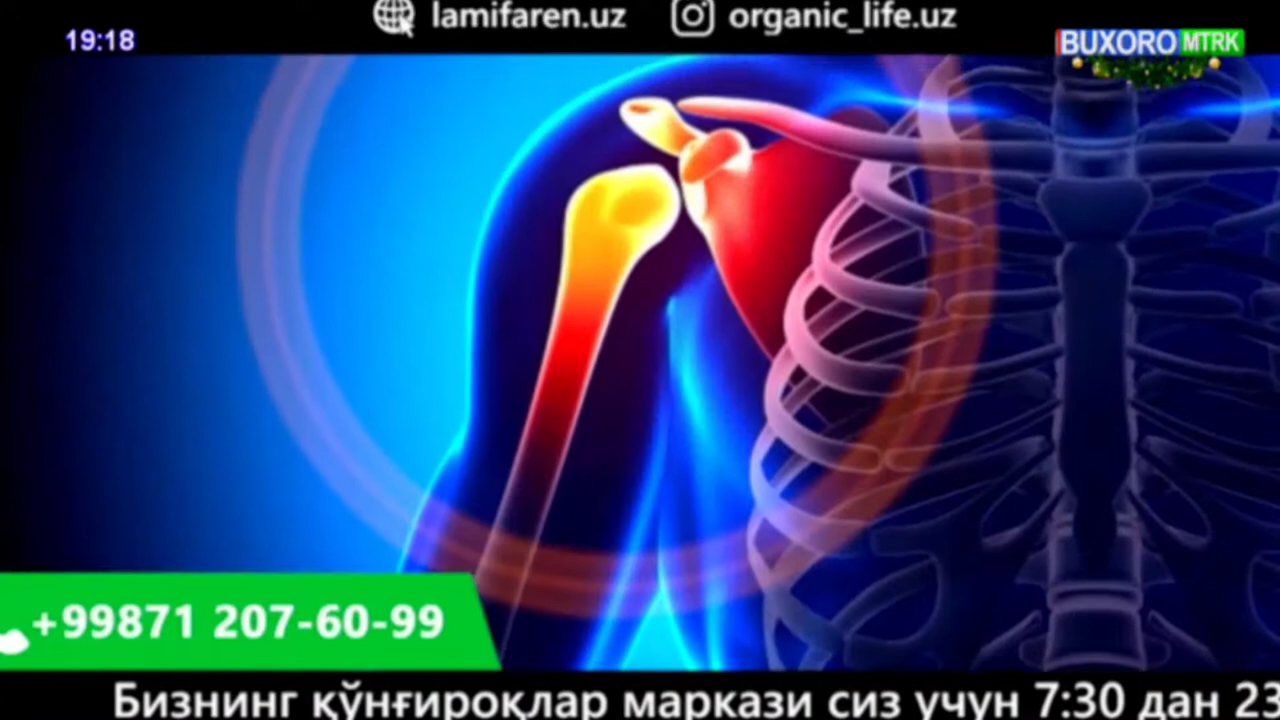 lamifaren.uz organic_life.uz
19:18
BUXORO MTRK
+99871 207-60-99
Бизнинг қўнғироқлар маркази сиз учун 7:30 дан 23